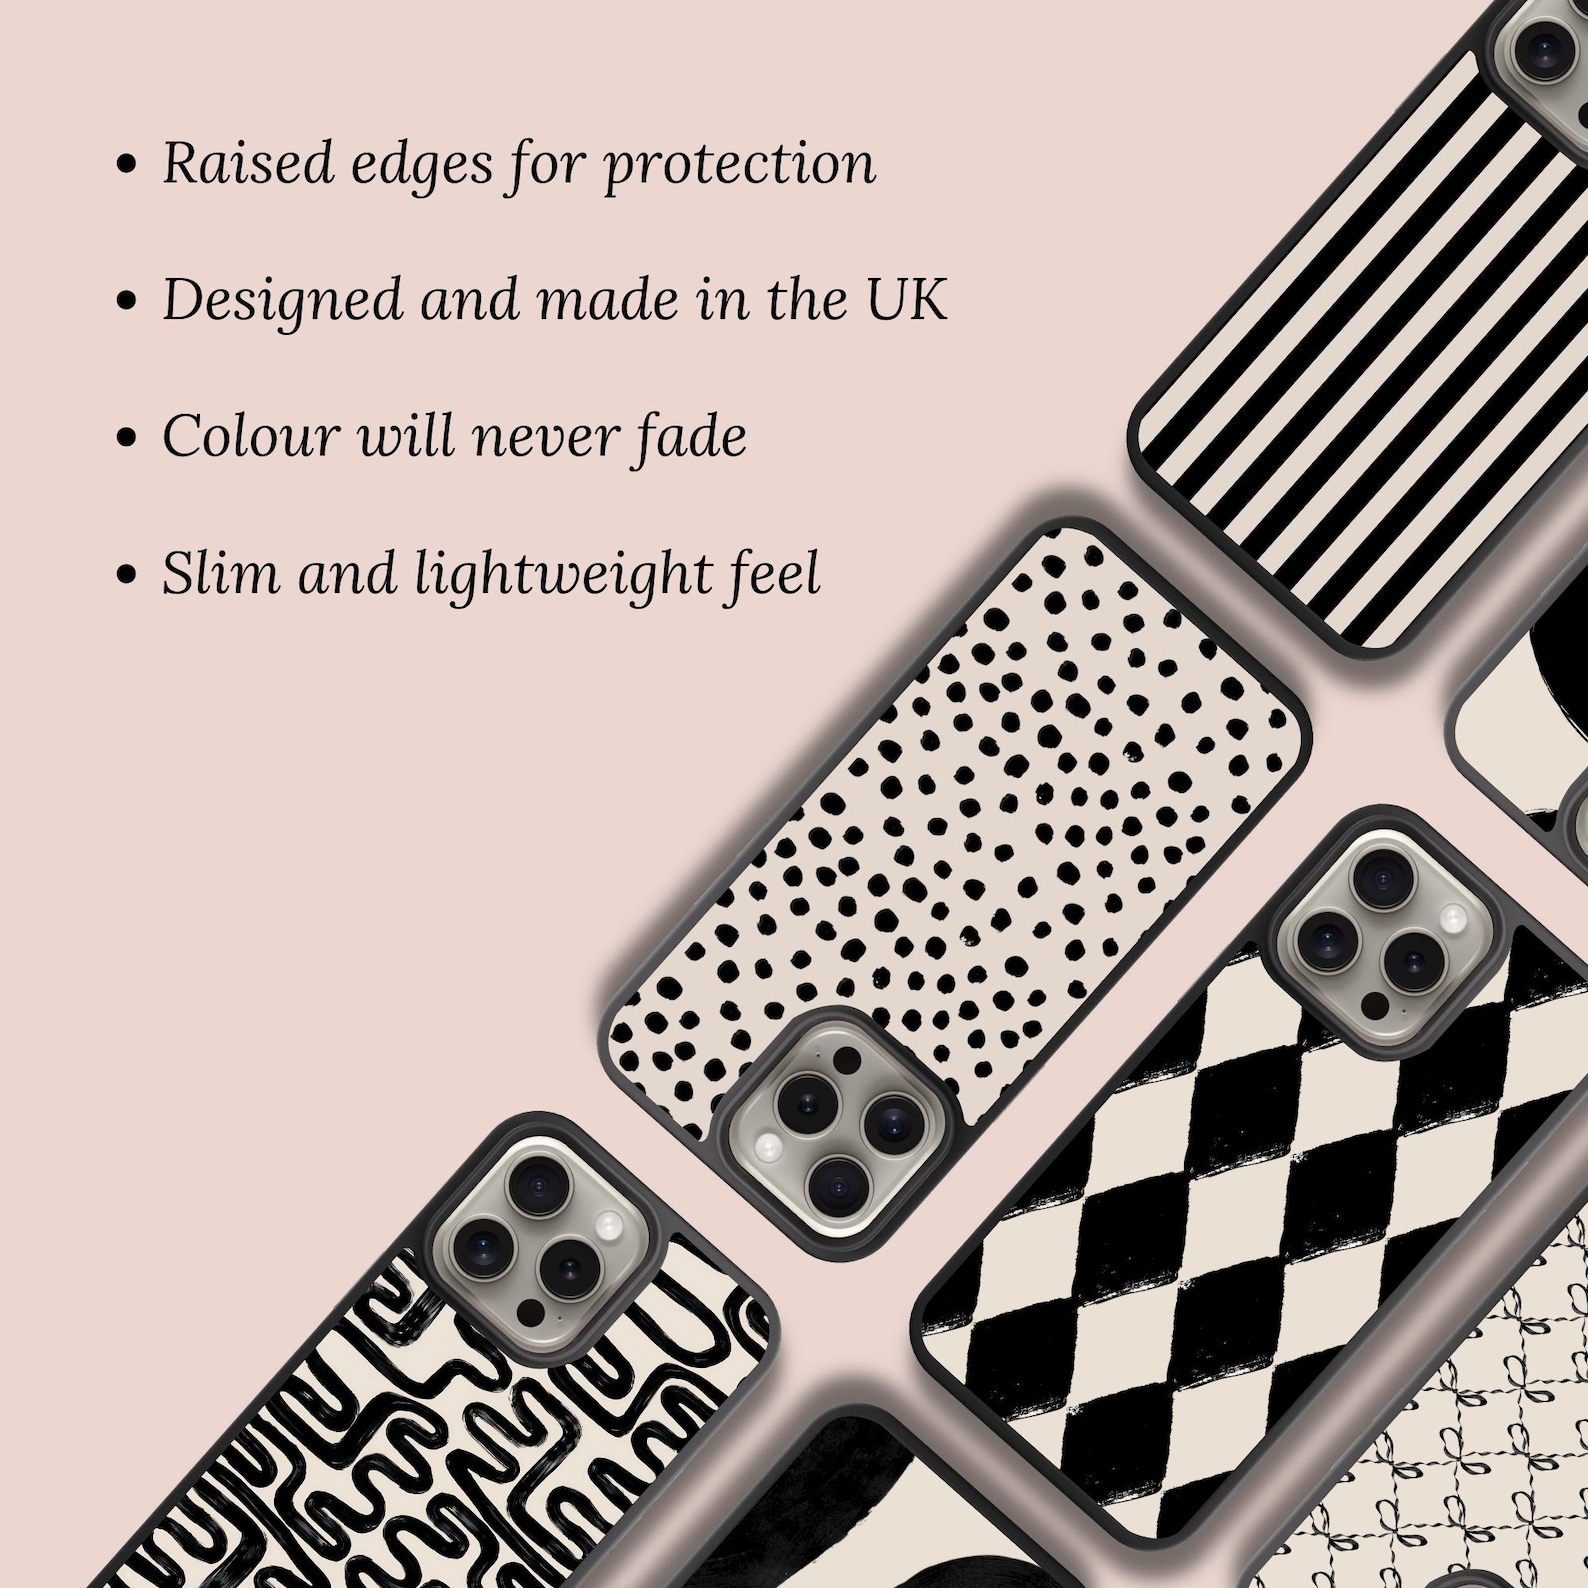 • Raised edges for protection
• Designed and made in the UK
• Colour will never fade
• Slim and lightweight feel